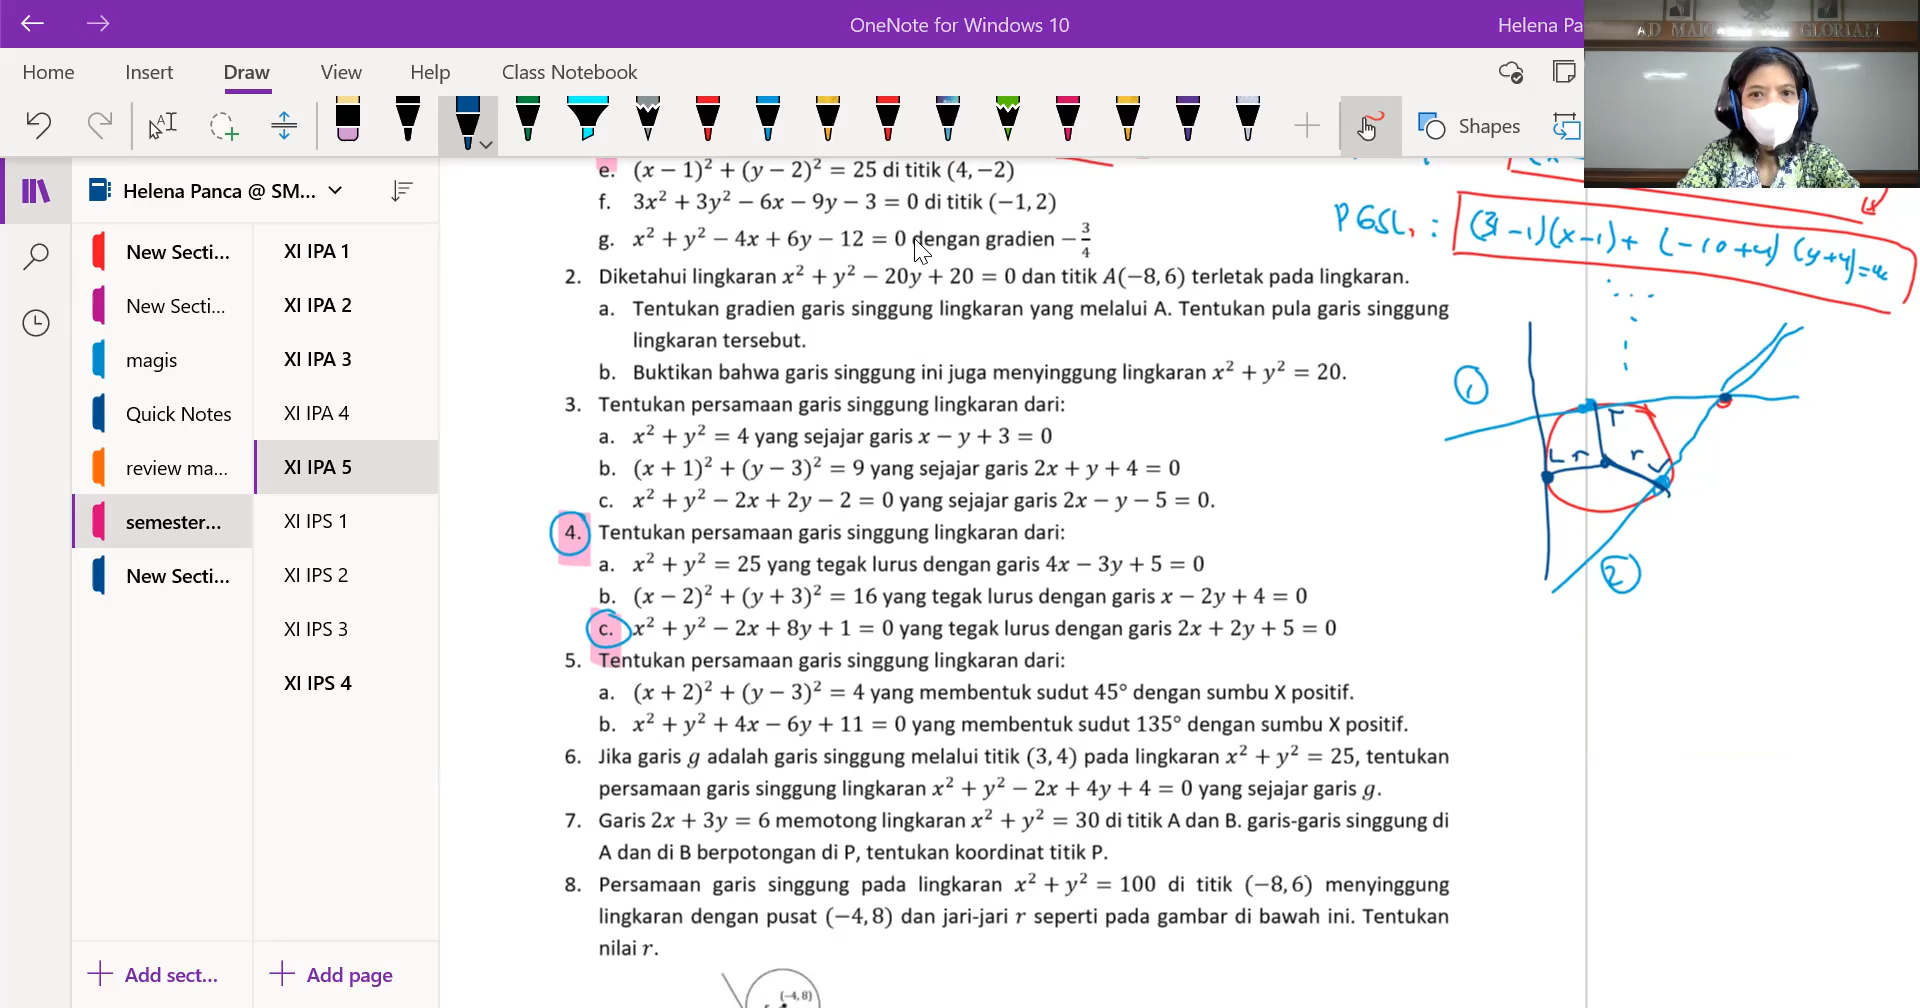 OneNote for Windows 10
Helena Pa
AD MAIOREM DEI GLORIAM
Home Insert Draw View Help Class Notebook
Shapes
Helena Panca @ SM...
New Secti...
New Secti...
magis
Quick Notes
review ma...
semester...
New Secti...
XI IPA 1
XI IPA 2
XI IPA 3
XI IPA 4
XI IPA 5
XI IPS 1
XI IPS 2
XI IPS 3
XI IPS 4
Add sect...
Add page
e. (x − 1)² + (y − 2)² = 25 di titik (4, −2)
f. 3x² + 3y² − 6x − 9y − 3 = 0 di titik (−1, 2)
g. x² + y² − 4x + 6y − 12 = 0 dengan gradien −3/4
2. Diketahui lingkaran x² + y² − 20y + 20 = 0 dan titik A(−8, 6) terletak pada lingkaran.
a. Tentukan gradien garis singgung lingkaran yang melalui A. Tentukan pula garis singgung
lingkaran tersebut.
b. Buktikan bahwa garis singgung ini juga menyinggung lingkaran x² + y² = 20.
3. Tentukan persamaan garis singgung lingkaran dari:
a. x² + y² = 4 yang sejajar garis x − y + 3 = 0
b. (x + 1)² + (y − 3)² = 9 yang sejajar garis 2x + y + 4 = 0
c. x² + y² − 2x + 2y − 2 = 0 yang sejajar garis 2x − y − 5 = 0.
4. Tentukan persamaan garis singgung lingkaran dari:
a. x² + y² = 25 yang tegak lurus dengan garis 4x − 3y + 5 = 0
b. (x − 2)² + (y + 3)² = 16 yang tegak lurus dengan garis x − 2y + 4 = 0
c. x² + y² − 2x + 8y + 1 = 0 yang tegak lurus dengan garis 2x + 2y + 5 = 0
5. Tentukan persamaan garis singgung lingkaran dari:
a. (x + 2)² + (y − 3)² = 4 yang membentuk sudut 45° dengan sumbu X positif.
b. x² + y² + 4x − 6y + 11 = 0 yang membentuk sudut 135° dengan sumbu X positif.
6. Jika garis g adalah garis singgung melalui titik (3, 4) pada lingkaran x² + y² = 25, tentukan
persamaan garis singgung lingkaran x² + y² − 2x + 4y + 4 = 0 yang sejajar garis g.
7. Garis 2x + 3y = 6 memotong lingkaran x² + y² = 30 di titik A dan B. garis-garis singgung di
A dan di B berpotongan di P, tentukan koordinat titik P.
8. Persamaan garis singgung pada lingkaran x² + y² = 100 di titik (−8, 6) menyinggung
lingkaran dengan pusat (−4, 8) dan jari-jari r seperti pada gambar di bawah ini. Tentukan
nilai r.
(−4, 8)
PGSL₁ :
(x−1)+ (−10+4) (y+4)=
1
r
r
r
2